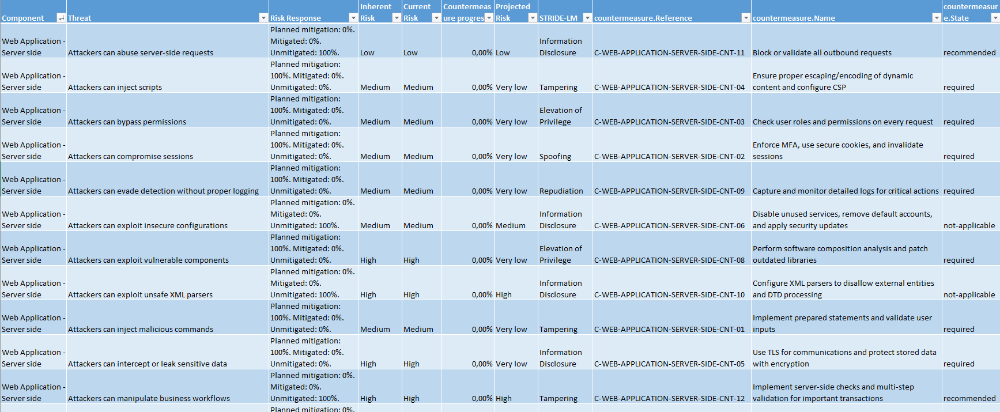 Component Threat Risk Response Inherent Risk Current Risk Countermeas ure progres Projected Risk STRIDE-LM countermeasure.Reference countermeasure.Name countermeasur e.State
Web Application - Server side Attackers can abuse server-side requests Planned mitigation: 0%. Mitigated: 0%. Unmitigated: 100%. Low Low 0,00% Low Information Disclosure C-WEB-APPLICATION-SERVER-SIDE-CNT-11 Block or validate all outbound requests recommended
Web Application - Server side Attackers can inject scripts Planned mitigation: 100%. Mitigated: 0%. Unmitigated: 0%. Medium Medium 0,00% Very low Tampering C-WEB-APPLICATION-SERVER-SIDE-CNT-04 Ensure proper escaping/encoding of dynamic content and configure CSP required
Web Application - Server side Attackers can bypass permissions Planned mitigation: 100%. Mitigated: 0%. Unmitigated: 0%. Medium Medium 0,00% Very low Elevation of Privilege C-WEB-APPLICATION-SERVER-SIDE-CNT-03 Check user roles and permissions on every request required
Web Application - Server side Attackers can compromise sessions Planned mitigation: 100%. Mitigated: 0%. Unmitigated: 0%. Medium Medium 0,00% Very low Spoofing C-WEB-APPLICATION-SERVER-SIDE-CNT-02 Enforce MFA, use secure cookies, and invalidate sessions required
Web Application - Server side Attackers can evade detection without proper logging Planned mitigation: 100%. Mitigated: 0%. Unmitigated: 0%. Medium Medium 0,00% Very low Repudiation C-WEB-APPLICATION-SERVER-SIDE-CNT-09 Capture and monitor detailed logs for critical actions required
Web Application - Server side Attackers can exploit insecure configurations Planned mitigation: 0%. Mitigated: 0%. Unmitigated: 100%. Medium Medium 0,00% Medium Information Disclosure C-WEB-APPLICATION-SERVER-SIDE-CNT-06 Disable unused services, remove default accounts, and apply security updates not-applicable
Web Application - Server side Attackers can exploit vulnerable components Planned mitigation: 100%. Mitigated: 0%. Unmitigated: 0%. High High 0,00% Very low Elevation of Privilege C-WEB-APPLICATION-SERVER-SIDE-CNT-08 Perform software composition analysis and patch outdated libraries required
Web Application - Server side Attackers can exploit unsafe XML parsers Planned mitigation: 0%. Mitigated: 0%. Unmitigated: 100%. High High 0,00% High Information Disclosure C-WEB-APPLICATION-SERVER-SIDE-CNT-10 Configure XML parsers to disallow external entities and DTD processing not-applicable
Web Application - Server side Attackers can inject malicious commands Planned mitigation: 100%. Mitigated: 0%. Unmitigated: 0%. Medium Medium 0,00% Very low Tampering C-WEB-APPLICATION-SERVER-SIDE-CNT-01 Implement prepared statements and validate user inputs required
Web Application - Server side Attackers can intercept or leak sensitive data Planned mitigation: 100%. Mitigated: 0%. Unmitigated: 0%. High High 0,00% Very low Information Disclosure C-WEB-APPLICATION-SERVER-SIDE-CNT-05 Use TLS for communications and protect stored data with encryption required
Web Application - Server side Attackers can manipulate business workflows Planned mitigation: 0%. Mitigated: 0%. Unmitigated: 100%. High High 0,00% High Tampering C-WEB-APPLICATION-SERVER-SIDE-CNT-12 Implement server-side checks and multi-step validation for important transactions recommended
Planned mitigation: 0%.